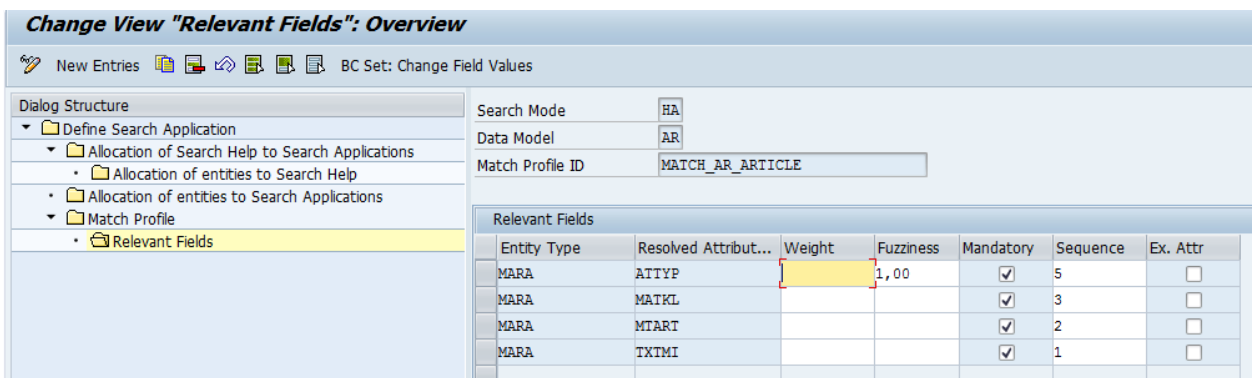 Change View "Relevant Fields": Overview
New Entries BC Set: Change Field Values
Dialog Structure
Define Search Application
Allocation of Search Help to Search Applications
Allocation of entities to Search Help
Allocation of entities to Search Applications
Match Profile
Relevant Fields
Search Mode HA
Data Model AR
Match Profile ID MATCH_AR_ARTICLE
Relevant Fields
Entity Type Resolved Attribut... Weight Fuzziness Mandatory Sequence Ex. Attr
MARA ATTYP 1,00 5
MARA MATKL 3
MARA MTART 2
MARA TXTMI 1